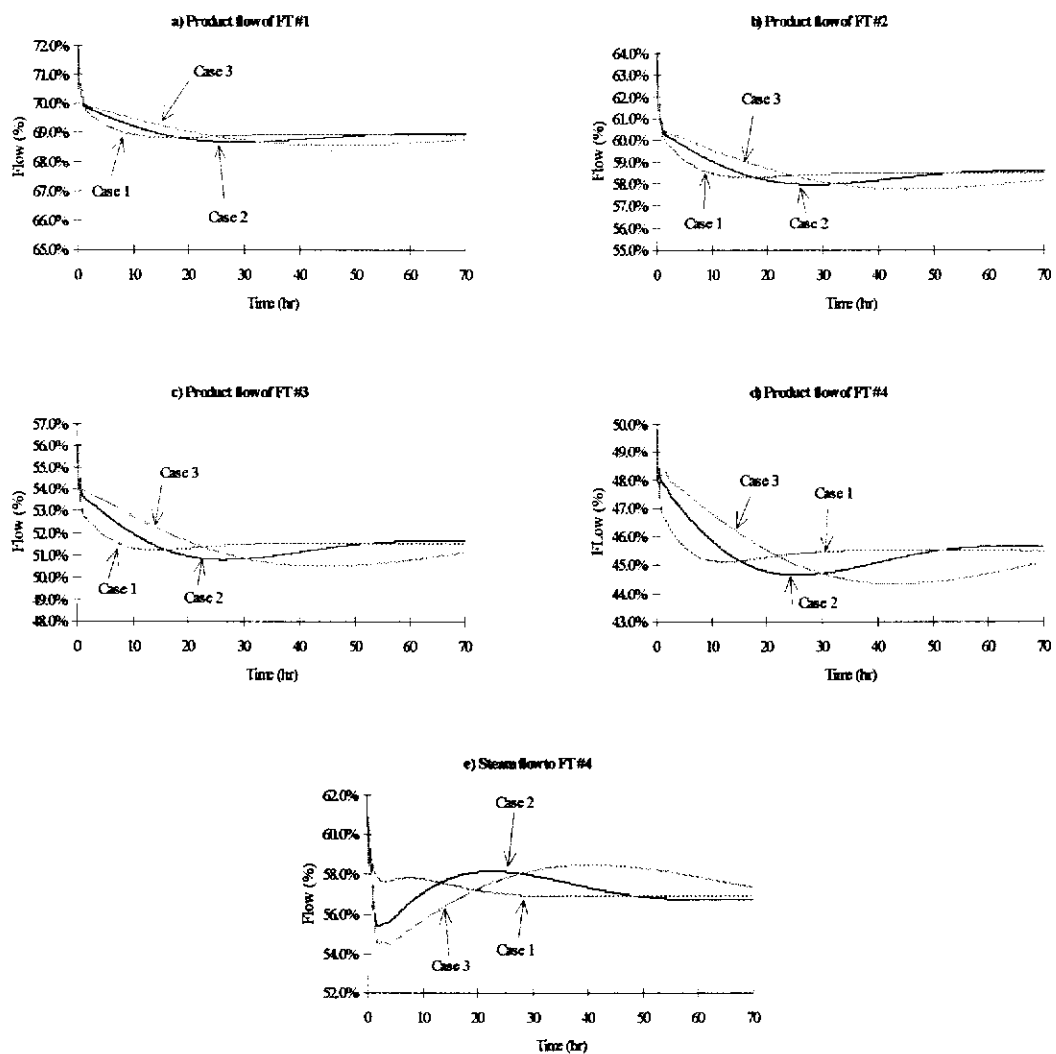 a) Product flow of FT #1
72.0%
71.0%
70.0%
69.0%
68.0%
67.0%
66.0%
65.0%
Flow (%)
Case 3
Case 1
Case 2
0 10 20 30 40 50 60 70
Time (hr)
b) Product flow of FT #2
64.0%
63.0%
62.0%
61.0%
60.0%
59.0%
58.0%
57.0%
56.0%
55.0%
Flow (%)
Case 3
Case 1
Case 2
0 10 20 30 40 50 60 70
Time (hr)
c) Product flow of FT #3
57.0%
56.0%
55.0%
54.0%
53.0%
52.0%
51.0%
50.0%
49.0%
48.0%
Flow (%)
Case 3
Case 1
Case 2
0 10 20 30 40 50 60 70
Time (hr)
d) Product flow of FT #4
50.0%
49.0%
48.0%
47.0%
46.0%
45.0%
44.0%
43.0%
FLow (%)
Case 3
Case 1
Case 2
0 10 20 30 40 50 60 70
Time (hr)
e) Steam flow to FT #4
62.0%
60.0%
58.0%
56.0%
54.0%
52.0%
Flow (%)
Case 2
Case 1
Case 3
0 10 20 30 40 50 60 70
Time (hr)